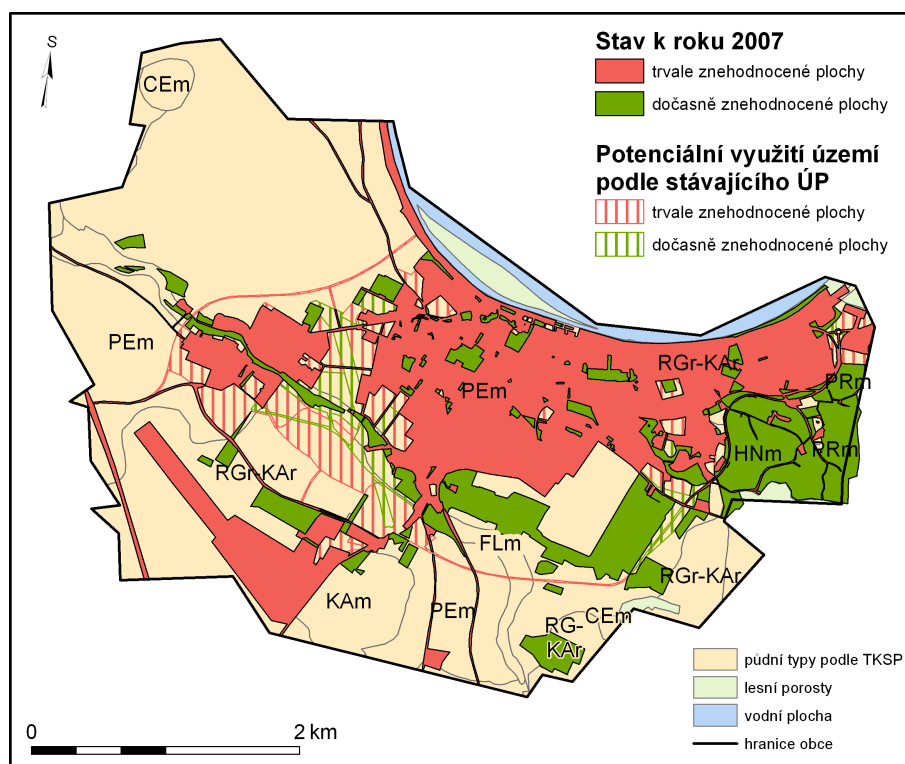 S
Stav k roku 2007
trvale znehodnocené plochy
dočasně znehodnocené plochy
Potenciální využití území
podle stávajícího ÚP
trvale znehodnocené plochy
dočasně znehodnocené plochy
CEm
PEm
RGr-KAr
PEm
PRm
HNm
PRm
RGr-KAr
FLm
RGr-KAr
KAm
PEm
CEm
RG-
KAr
půdní typy podle TKSP
lesní porosty
vodní plocha
hranice obce
0
2 km